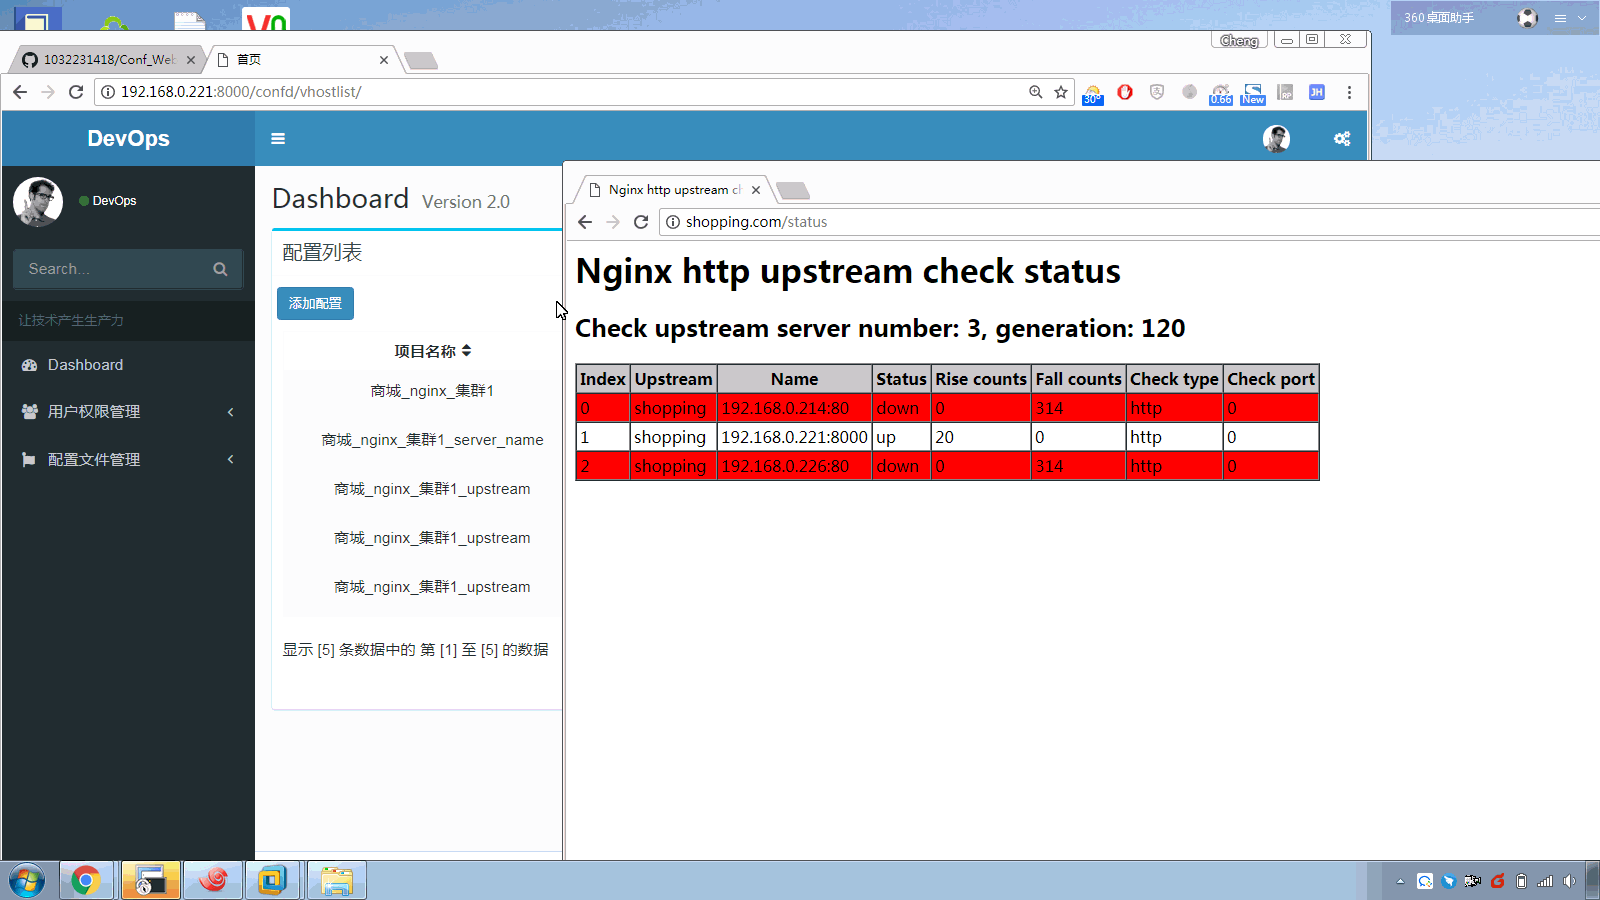 360桌面助手
Cheng
1032231418/Conf_Web
首页
192.168.0.221:8000/confd/vhostlist/
30°
0.66
New
RP
JH
DevOps
DevOps
Search...
让技术产生生产力
Dashboard
用户权限管理
配置文件管理
Dashboard Version 2.0
配置列表
添加配置
项目名称
商城_nginx_集群1
商城_nginx_集群1_server_name
商城_nginx_集群1_upstream
商城_nginx_集群1_upstream
商城_nginx_集群1_upstream
显示 [5] 条数据中的 第 [1] 至 [5] 的数据
Nginx http upstream ch
shopping.com/status
Nginx http upstream check status
Check upstream server number: 3, generation: 120
Index Upstream Name Status Rise counts Fall counts Check type Check port
0 shopping 192.168.0.214:80 down 0 314 http 0
1 shopping 192.168.0.221:8000 up 20 0 http 0
2 shopping 192.168.0.226:80 down 0 314 http 0